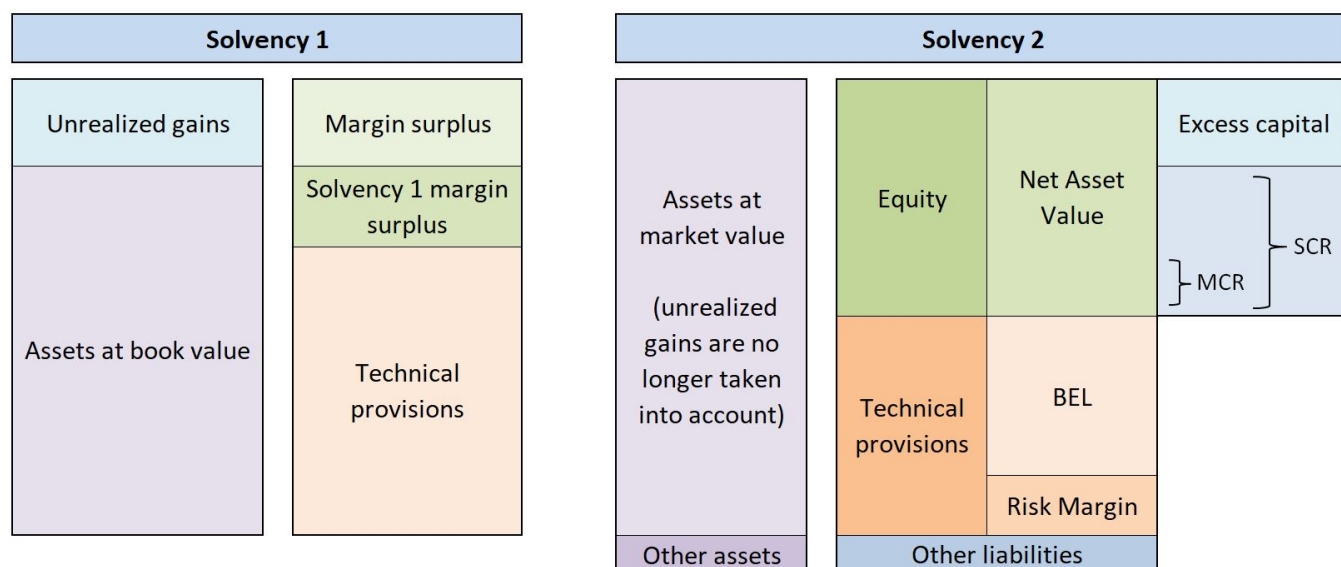 Solvency 1
Unrealized gains
Assets at book value
Margin surplus
Solvency 1 margin
surplus
Technical
provisions
Solvency 2
Assets at
market value
(unrealized
gains are no
longer taken
into account)
Other assets
Equity
Technical
provisions
Net Asset
Value
BEL
Risk Margin
Other liabilities
Excess capital
SCR
MCR